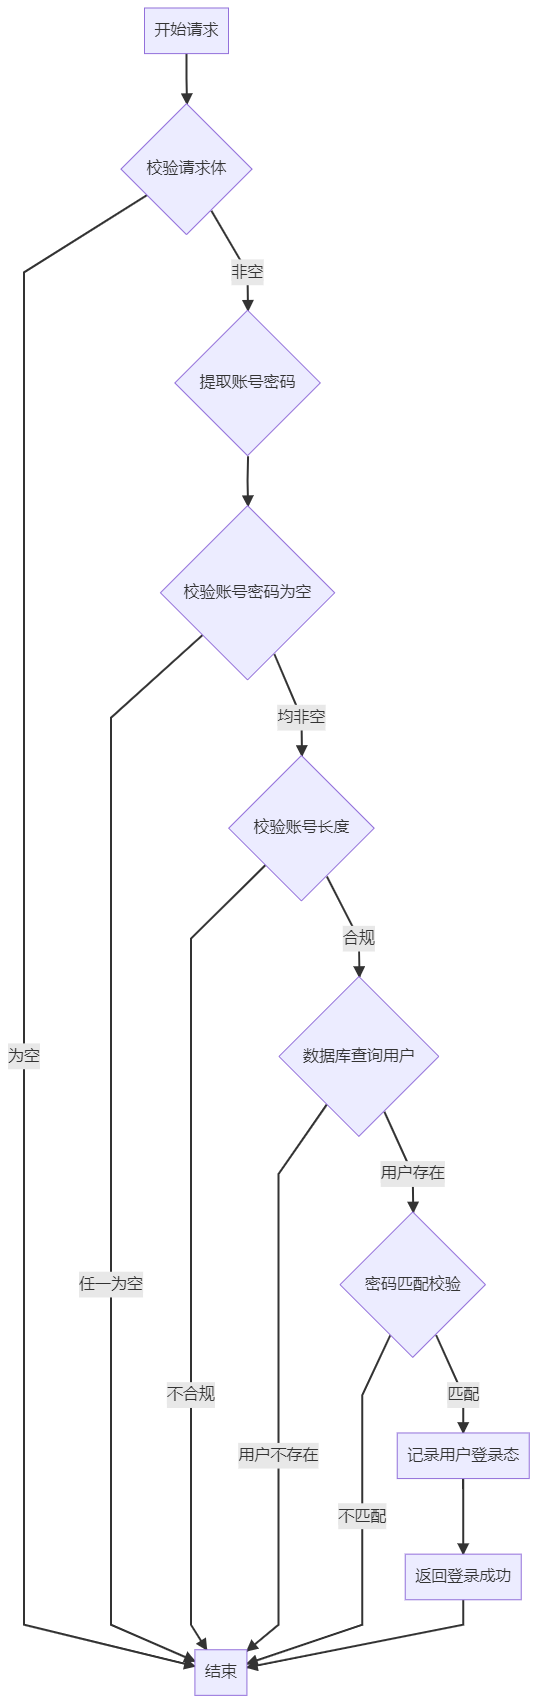 开始请求
校验请求体
非空
提取账号密码
校验账号密码为空
均非空
校验账号长度
合规
为空
数据库查询用户
用户存在
任一为空
密码匹配校验
不合规
匹配
用户不存在
记录用户登录态
不匹配
返回登录成功
结束